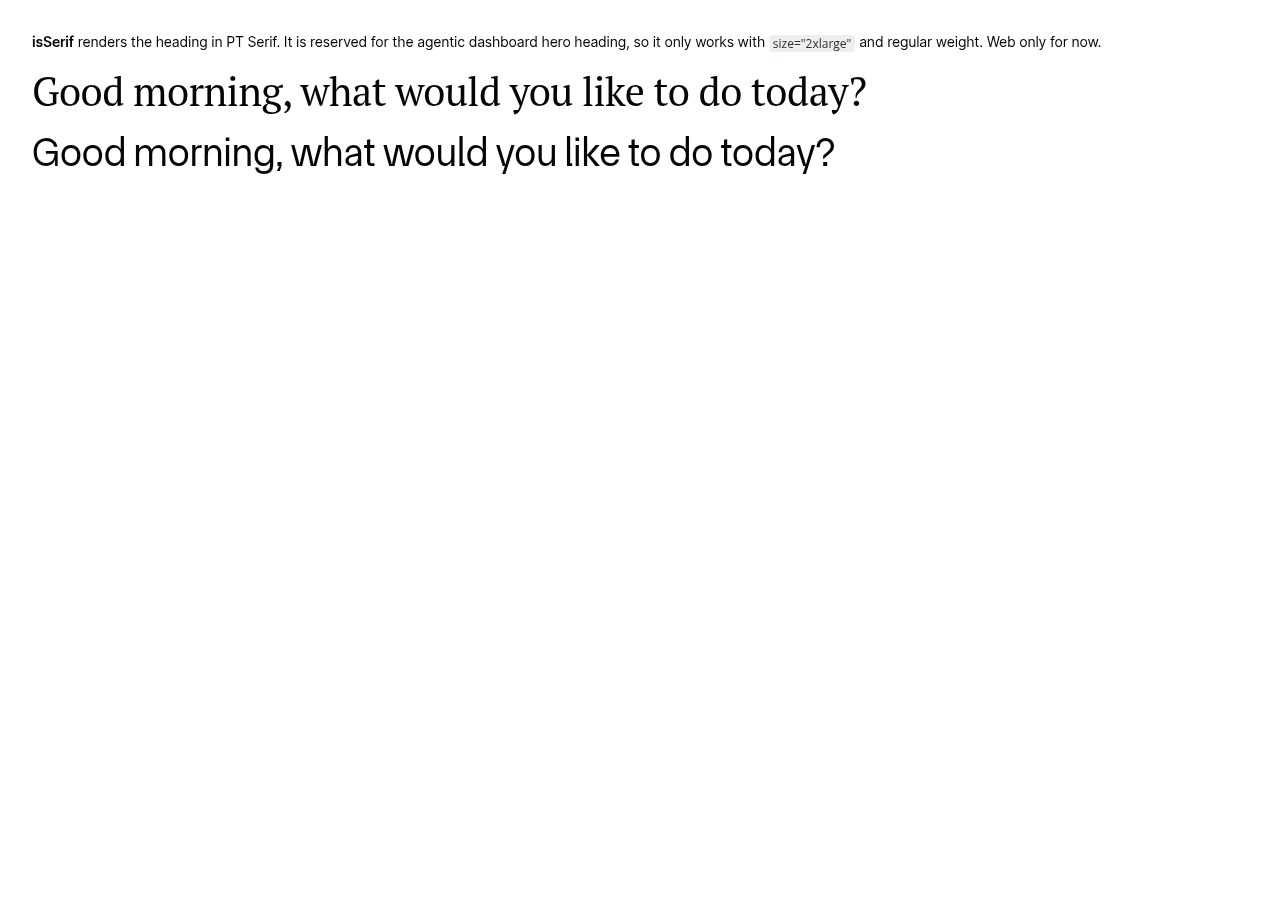 isSerif renders the heading in PT Serif. It is reserved for the agentic dashboard hero heading, so it only works with size="2xlarge" and regular weight. Web only for now.
Good morning, what would you like to do today?
Good morning, what would you like to do today?